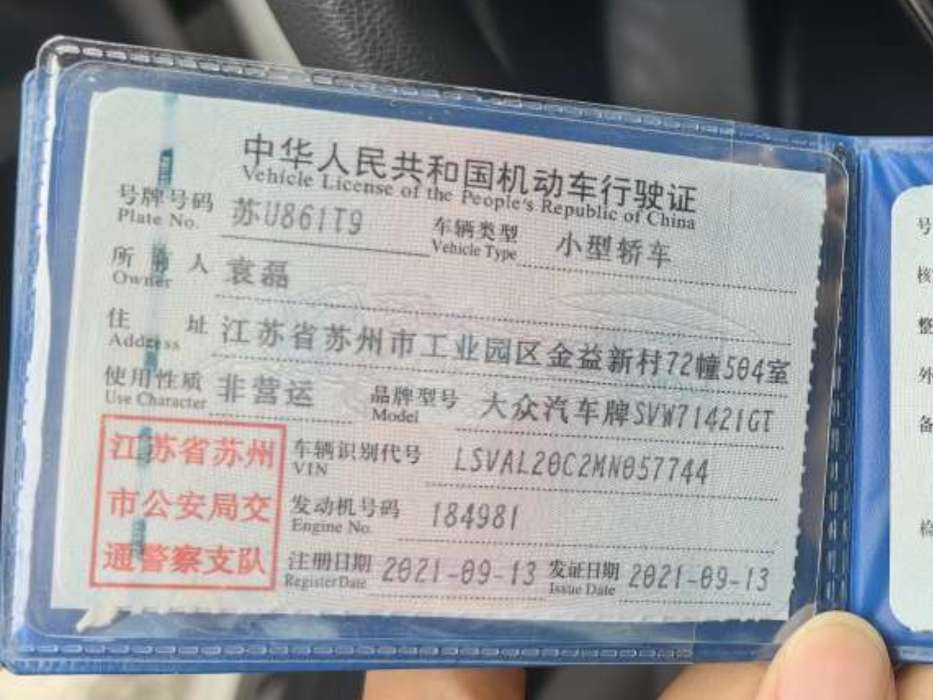 中华人民共和国机动车行驶证
Vehicle License of the People's Republic of China
号牌号码 苏U861T9 车辆类型 小型轿车
Plate No. Vehicle Type
所有人 袁磊
Owner
住址 江苏省苏州市工业园区金益新村72幢504室
Address
使用性质 非营运 品牌型号 大众汽车牌SVW71421GT
Use Character Model
江苏省苏州
市公安局交
通警察支队
车辆识别代号 LSVAL20C2MN057744
VIN
发动机号码 184981
Engine No.
注册日期 2021-09-13 发证日期 2021-09-13
Register Date Issue Date
号
核
整
外
备
检